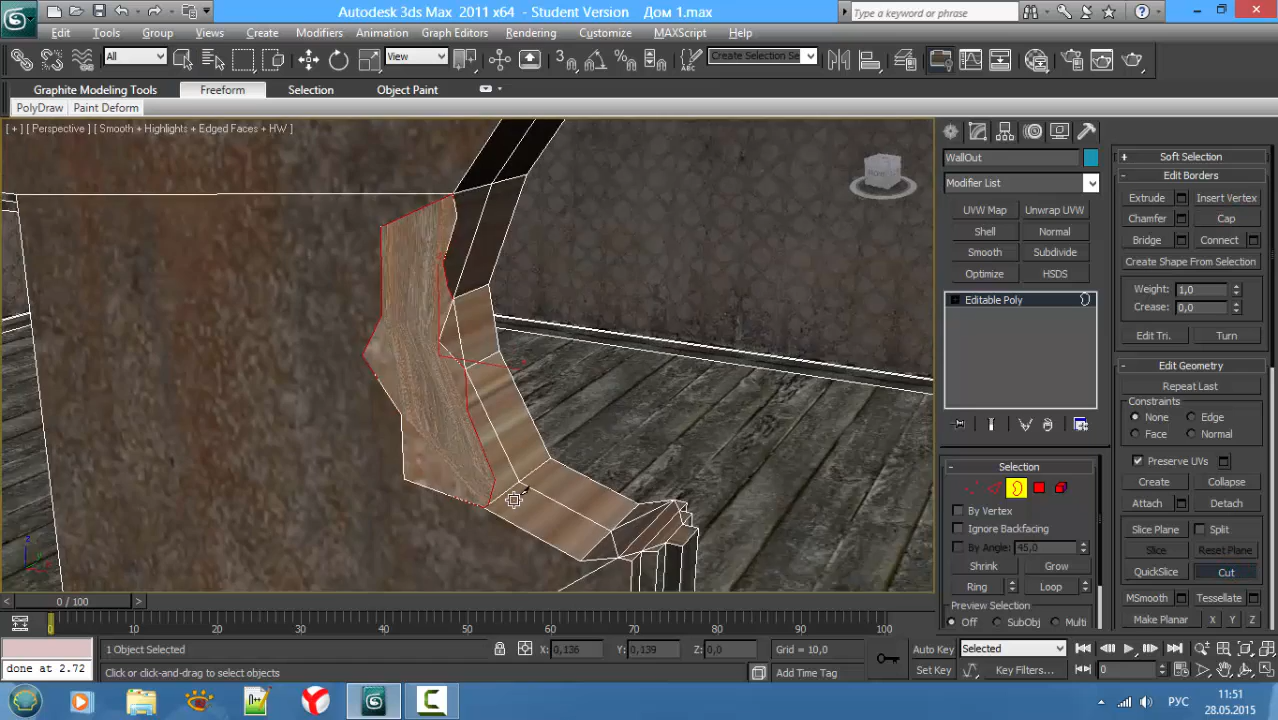 Autodesk 3ds Max 2011 x64 - Student Version Дом 1.max
Type a keyword or phrase
Edit Tools Group Views Create Modifiers Animation Graph Editors Rendering Customize MAXScript Help
All View Create Selection Se
Graphite Modeling Tools Freeform Selection Object Paint
PolyDraw Paint Deform
[ + ] [ Perspective ] [ Smooth + Highlights + Edged Faces + HW ]
WallOut
Modifier List
UVW Map Unwrap UVW
Shell Normal
Smooth Subdivide
Optimize HSDS
Editable Poly
Selection
By Vertex
Ignore Backfacing
By Angle: 45,0
Shrink Grow
Ring Loop
Preview Selection
Off SubObj Multi
Soft Selection
Edit Borders
Extrude Insert Vertex
Chamfer Cap
Bridge Connect
Create Shape From Selection
Weight: 1,0
Crease: 0,0
Edit Tri. Turn
Edit Geometry
Repeat Last
Constraints
None Edge
Face Normal
Preserve UVs
Create Collapse
Attach Detach
Slice Plane Split
Slice Reset Plane
QuickSlice Cut
MSmooth Tessellate
Make Planar X Y Z
0 / 100
0 10 20 30 40 50 60 70 80 90 100
1 Object Selected X: 0,136 Y: 0,139 Z: 0,0 Grid = 10,0 Auto Key Selected
done at 2.72 Click or click-and-drag to select objects Add Time Tag Set Key Key Filters... 0
РУС 11:51
28.05.2015